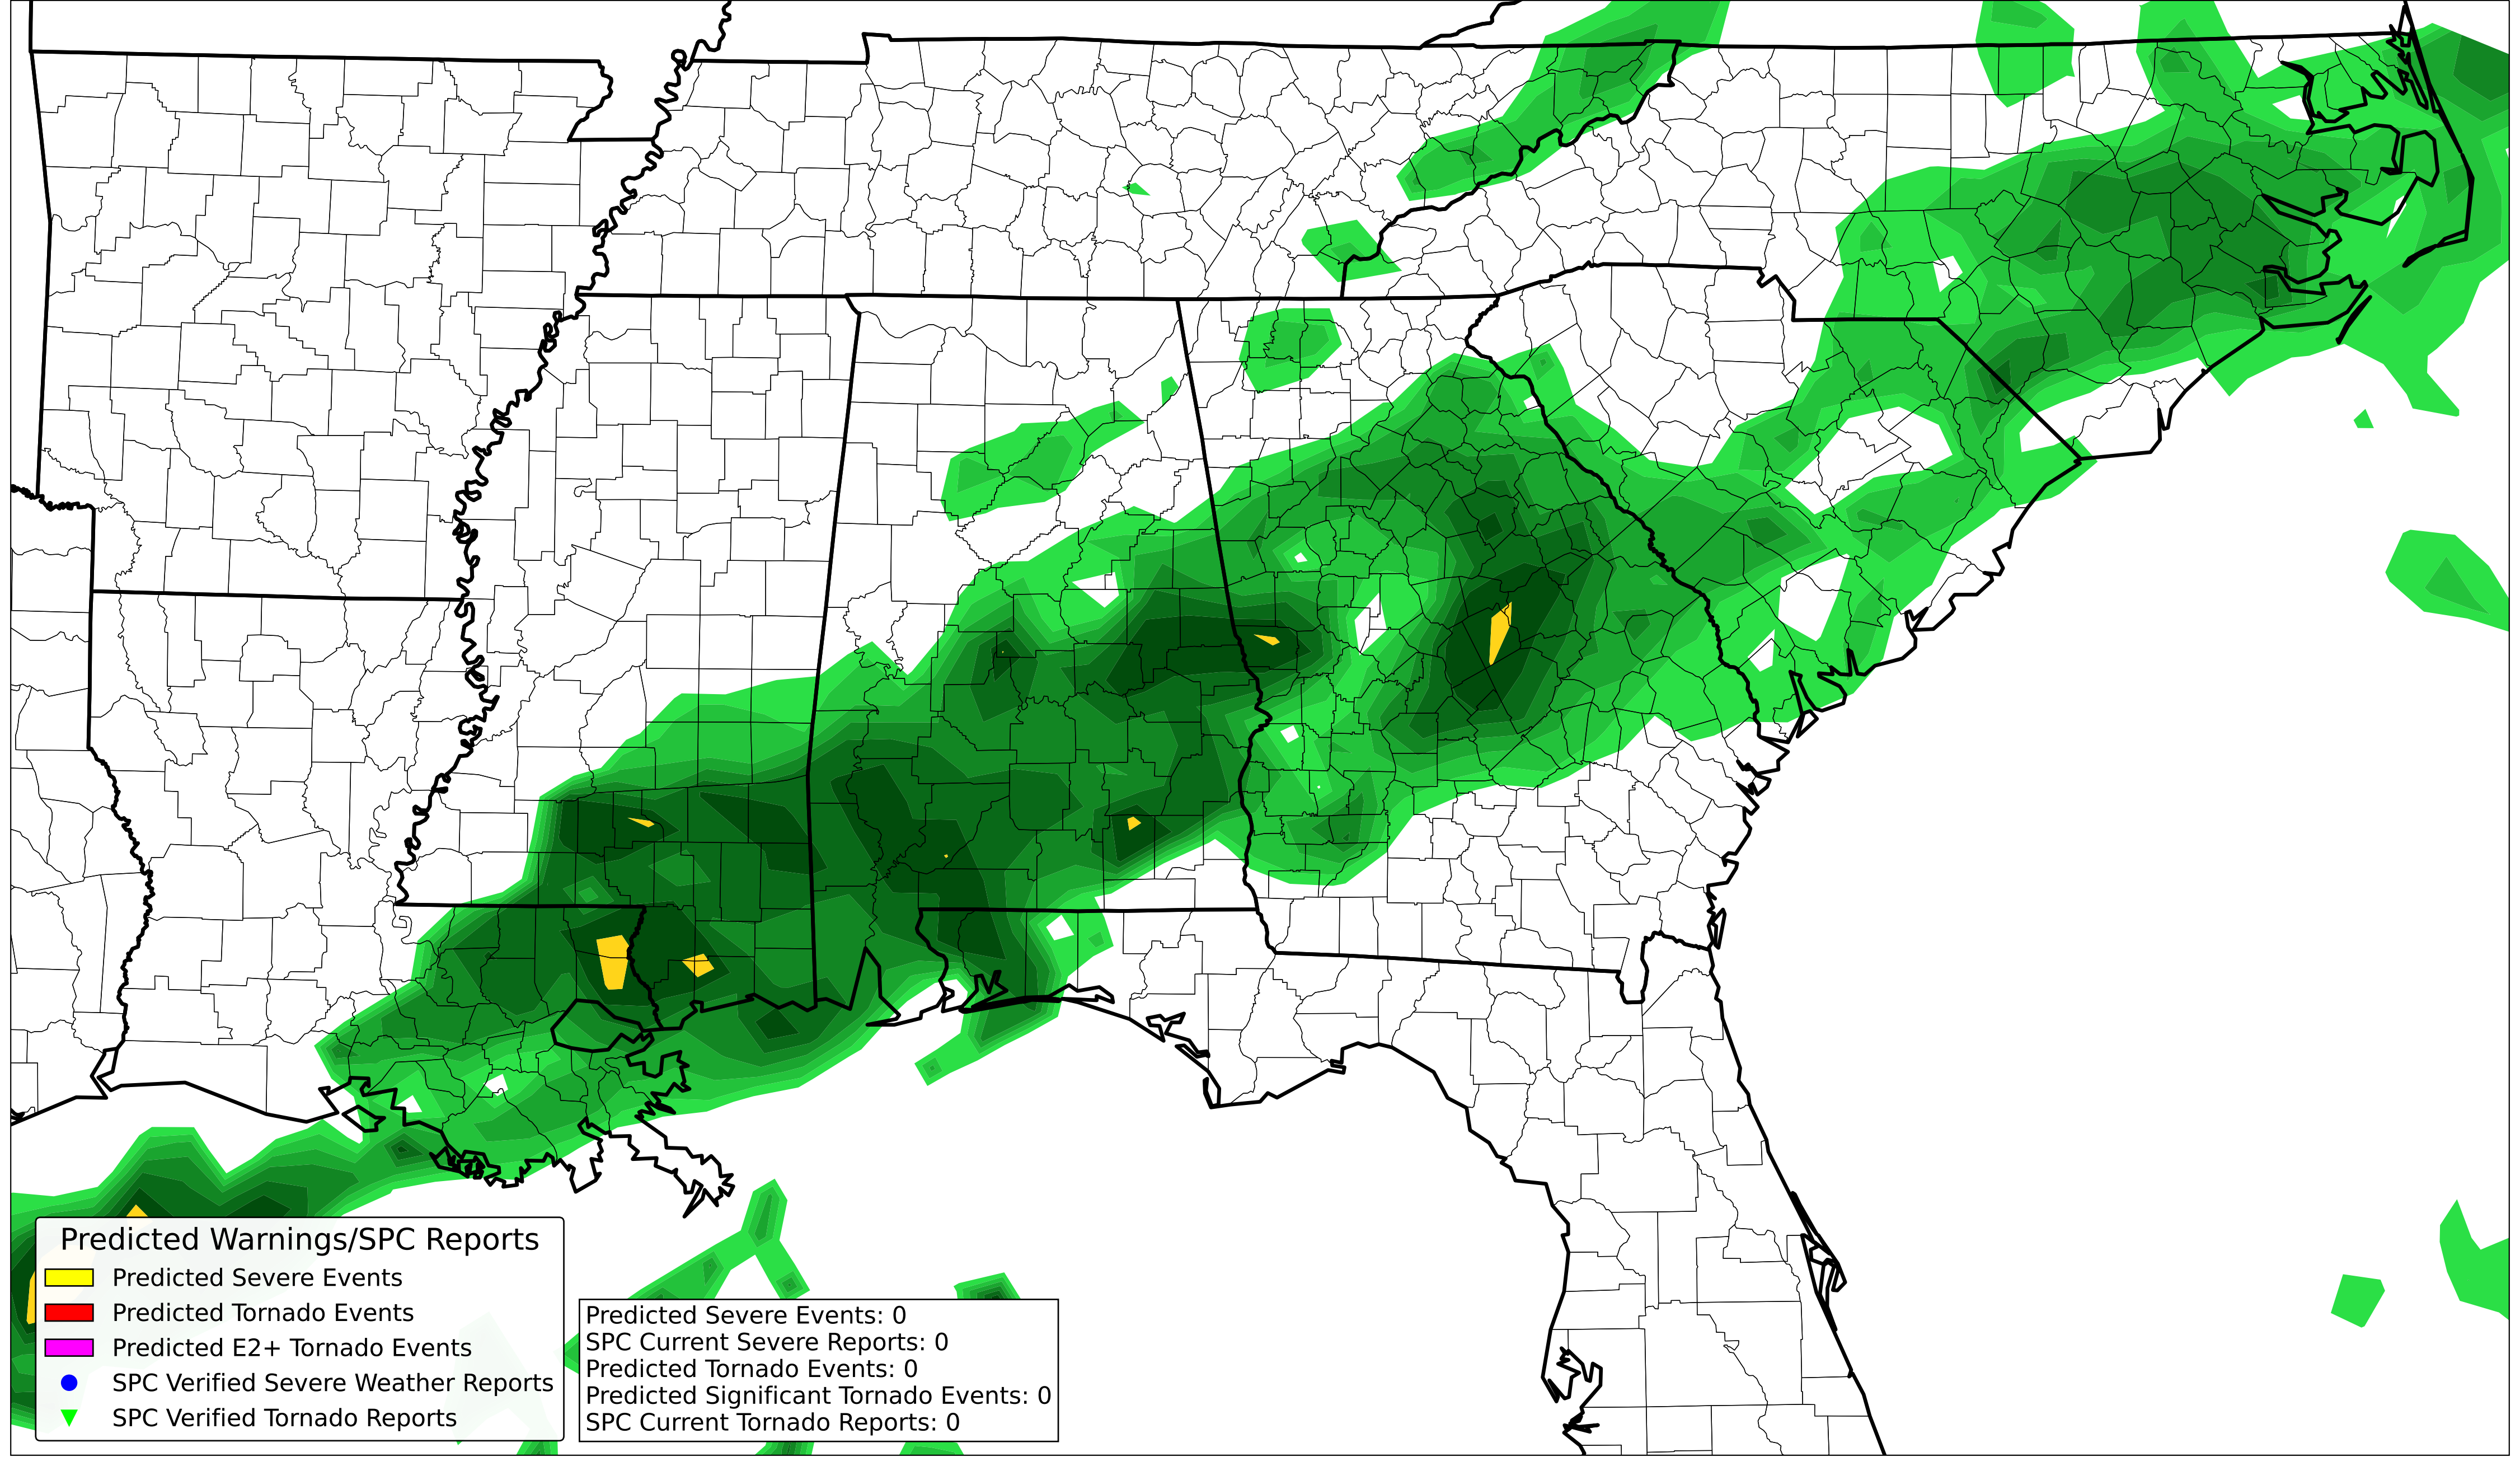 Predicted Warnings/SPC Reports
Predicted Severe Events
Predicted Tornado Events
Predicted E2+ Tornado Events
SPC Verified Severe Weather Reports
SPC Verified Tornado Reports
Predicted Severe Events: 0
SPC Current Severe Reports: 0
Predicted Tornado Events: 0
Predicted Significant Tornado Events: 0
SPC Current Tornado Reports: 0